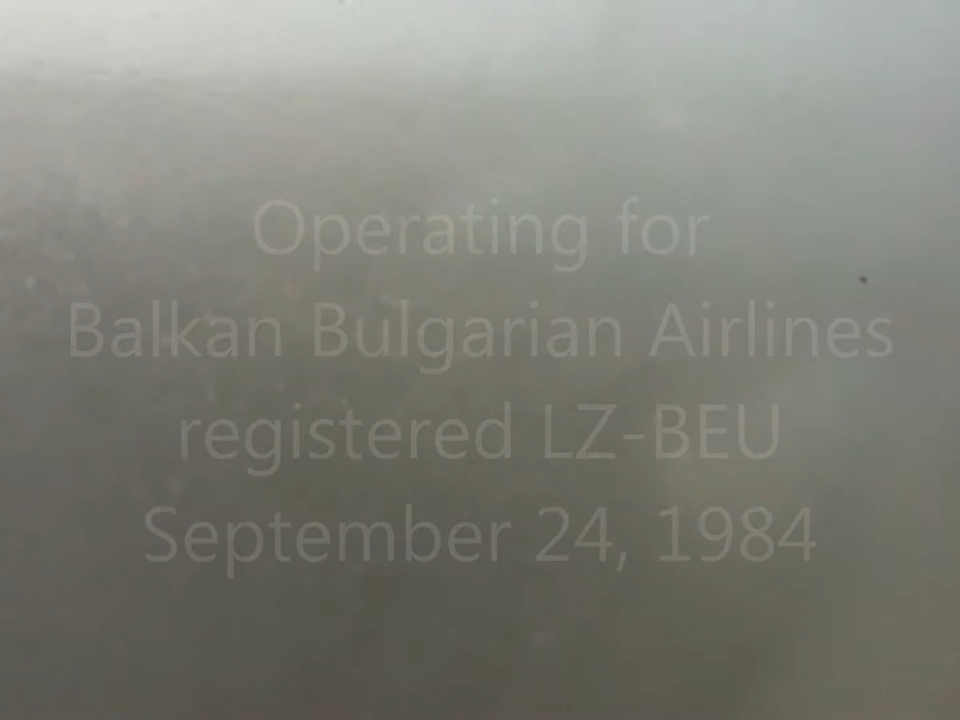 Operating for
Balkan Bulgarian Airlines
registered LZ-BEU
September 24, 1984